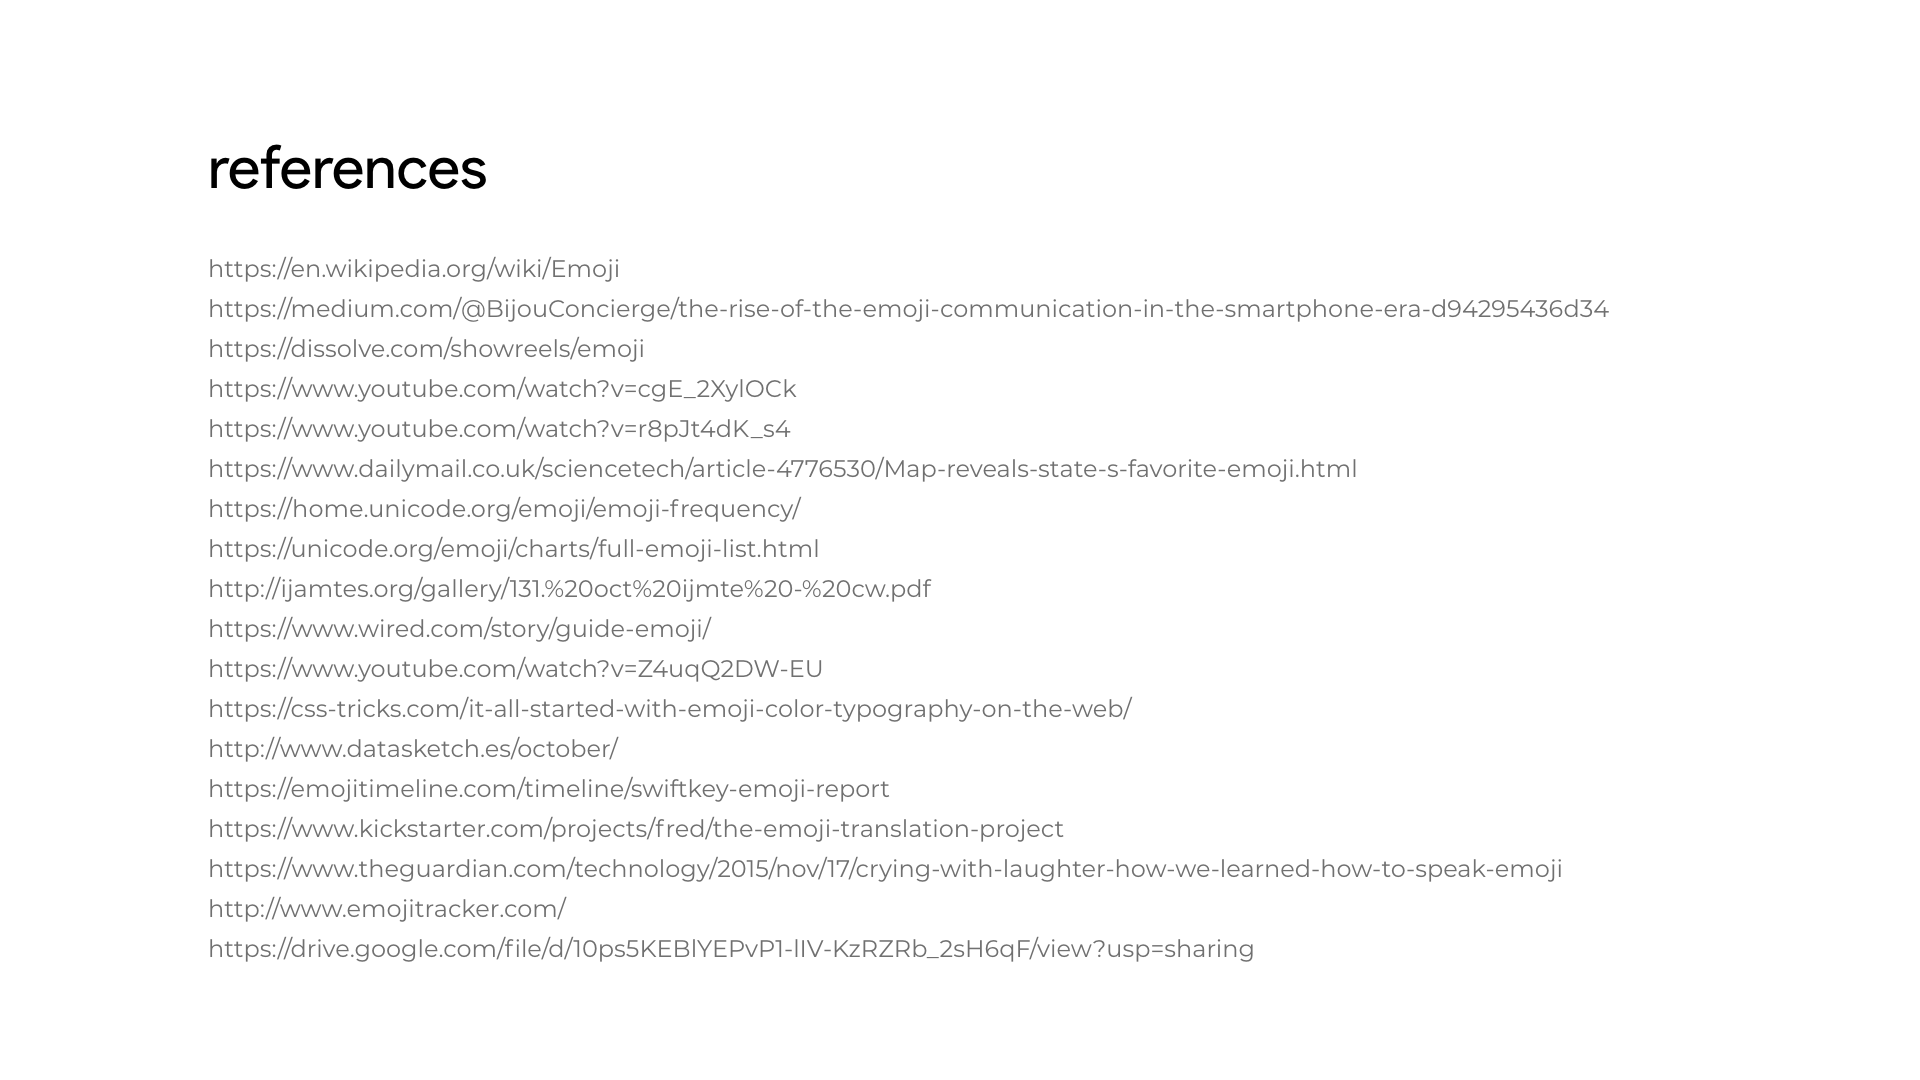 references
https://en.wikipedia.org/wiki/Emoji
https://medium.com/@BijouConcierge/the-rise-of-the-emoji-communication-in-the-smartphone-era-d94295436d34
https://dissolve.com/showreels/emoji
https://www.youtube.com/watch?v=cgE_2XylOCk
https://www.youtube.com/watch?v=r8pJt4dK_s4
https://www.dailymail.co.uk/sciencetech/article-4776530/Map-reveals-state-s-favorite-emoji.html
https://home.unicode.org/emoji/emoji-frequency/
https://unicode.org/emoji/charts/full-emoji-list.html
http://ijamtes.org/gallery/131.%20oct%20ijmte%20-%20cw.pdf
https://www.wired.com/story/guide-emoji/
https://www.youtube.com/watch?v=Z4uqQ2DW-EU
https://css-tricks.com/it-all-started-with-emoji-color-typography-on-the-web/
http://www.datasketch.es/october/
https://emojitimeline.com/timeline/swiftkey-emoji-report
https://www.kickstarter.com/projects/fred/the-emoji-translation-project
https://www.theguardian.com/technology/2015/nov/17/crying-with-laughter-how-we-learned-how-to-speak-emoji
http://www.emojitracker.com/
https://drive.google.com/file/d/10ps5KEBlYEPvP1-lIV-KzRZRb_2sH6qF/view?usp=sharing